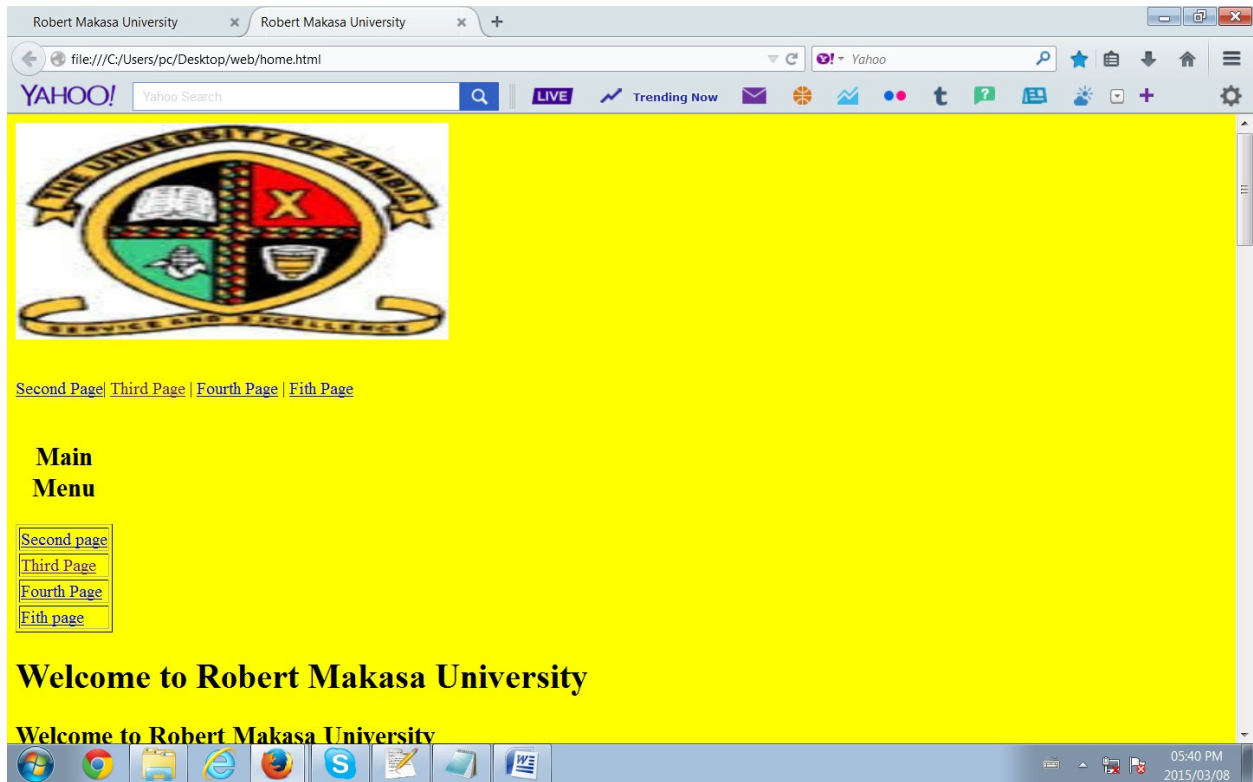 Robert Makasa University Robert Makasa University
file:///C:/Users/pc/Desktop/web/home.html Yahoo
YAHOO! Yahoo Search LIVE Trending Now
THE UNIVERSITY OF ZAMBIA
SERVICE AND EXCELLENCE
Second Page| Third Page | Fourth Page | Fith Page
Main
Menu
Second page
Third Page
Fourth Page
Fith page
Welcome to Robert Makasa University
Welcome to Robert Makasa University
05:40 PM
2015/03/08